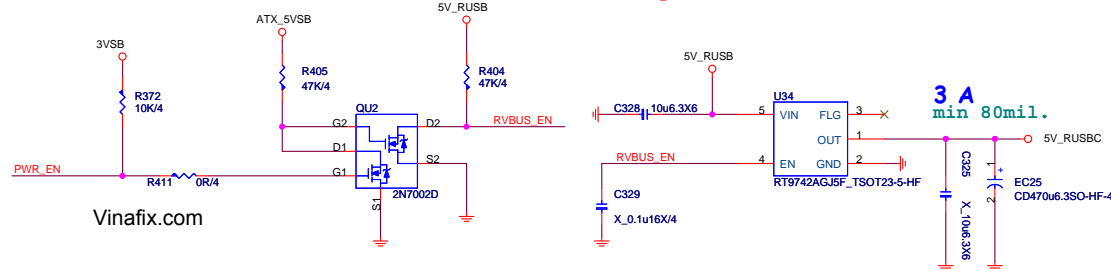 5V_RUSB
ATX_5VSB
3VSB
R405
47K/4
R404
47K/4
R372
10K/4
QU2
G2
D2
RVBUS_EN
D1
S2
PWR_EN
R411
0R/4
G1
2N7002D
S1
Vinafix.com
5V_RUSB
U34
C328
10u6.3X6
5
VIN
FLG
3
3 A
min 80mil.
OUT
1
5V_RUSBC
RVBUS_EN
4
EN
GND
2
RT9742AGJ5F_TSOT23-5-HF
C329
X_0.1u16X/4
C325
X_10u6.3X6
1
+
EC25
CD470u6.3SO-HF-4
2